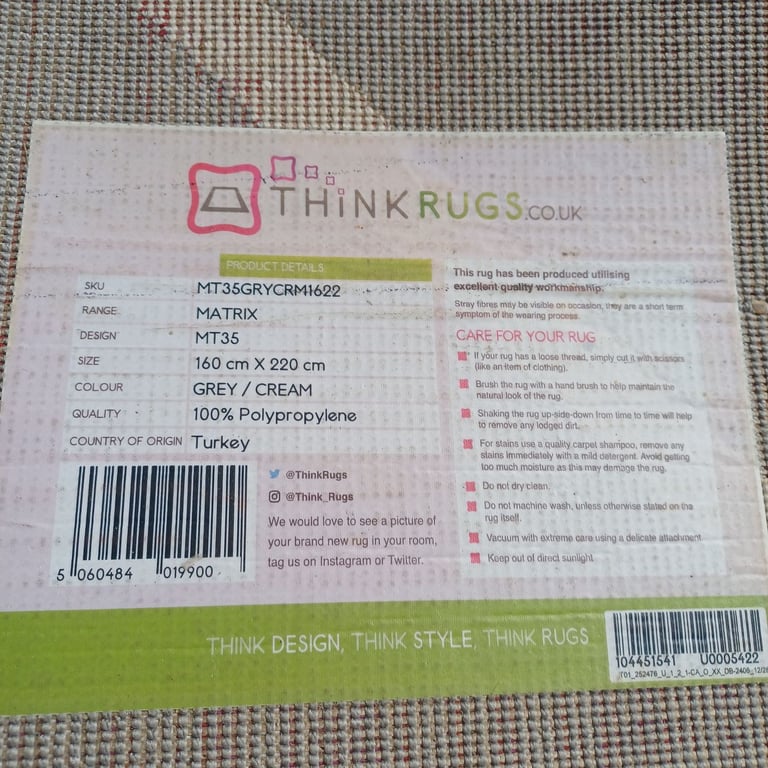 THiNKRUGS.CO.UK
PRODUCT DETAILS
SKU MT35GRYCRM1622
RANGE MATRIX
DESIGN MT35
SIZE 160 cm X 220 cm
COLOUR GREY / CREAM
QUALITY 100% Polypropylene
COUNTRY OF ORIGIN Turkey
5 060484 019900
@ThinkRugs
@Think_Rugs
We would love to see a picture of
your brand new rug in your room,
tag us on Instagram or Twitter.
This rug has been produced utilising
excellent quality workmanship.
Stray fibres may be visible on occasion, they are a short term
symptom of the wearing process.
CARE FOR YOUR RUG
If your rug has a loose thread, simply cut it with scissors
(like an item of clothing).
Brush the rug with a hand brush to help maintain the
natural look of the rug.
Shaking the rug up-side-down from time to time will help
to remove any lodged dirt.
For stains use a quality carpet shampoo, remove any
stains immediately with a mild detergent. Avoid getting
too much moisture as this may damage the rug.
Do not dry clean.
Do not machine wash, unless otherwise stated on the
rug itself.
Vacuum with extreme care using a delicate attachment
Keep out of direct sunlight
THINK DESIGN, THINK STYLE, THINK RUGS
104451541 U0005422